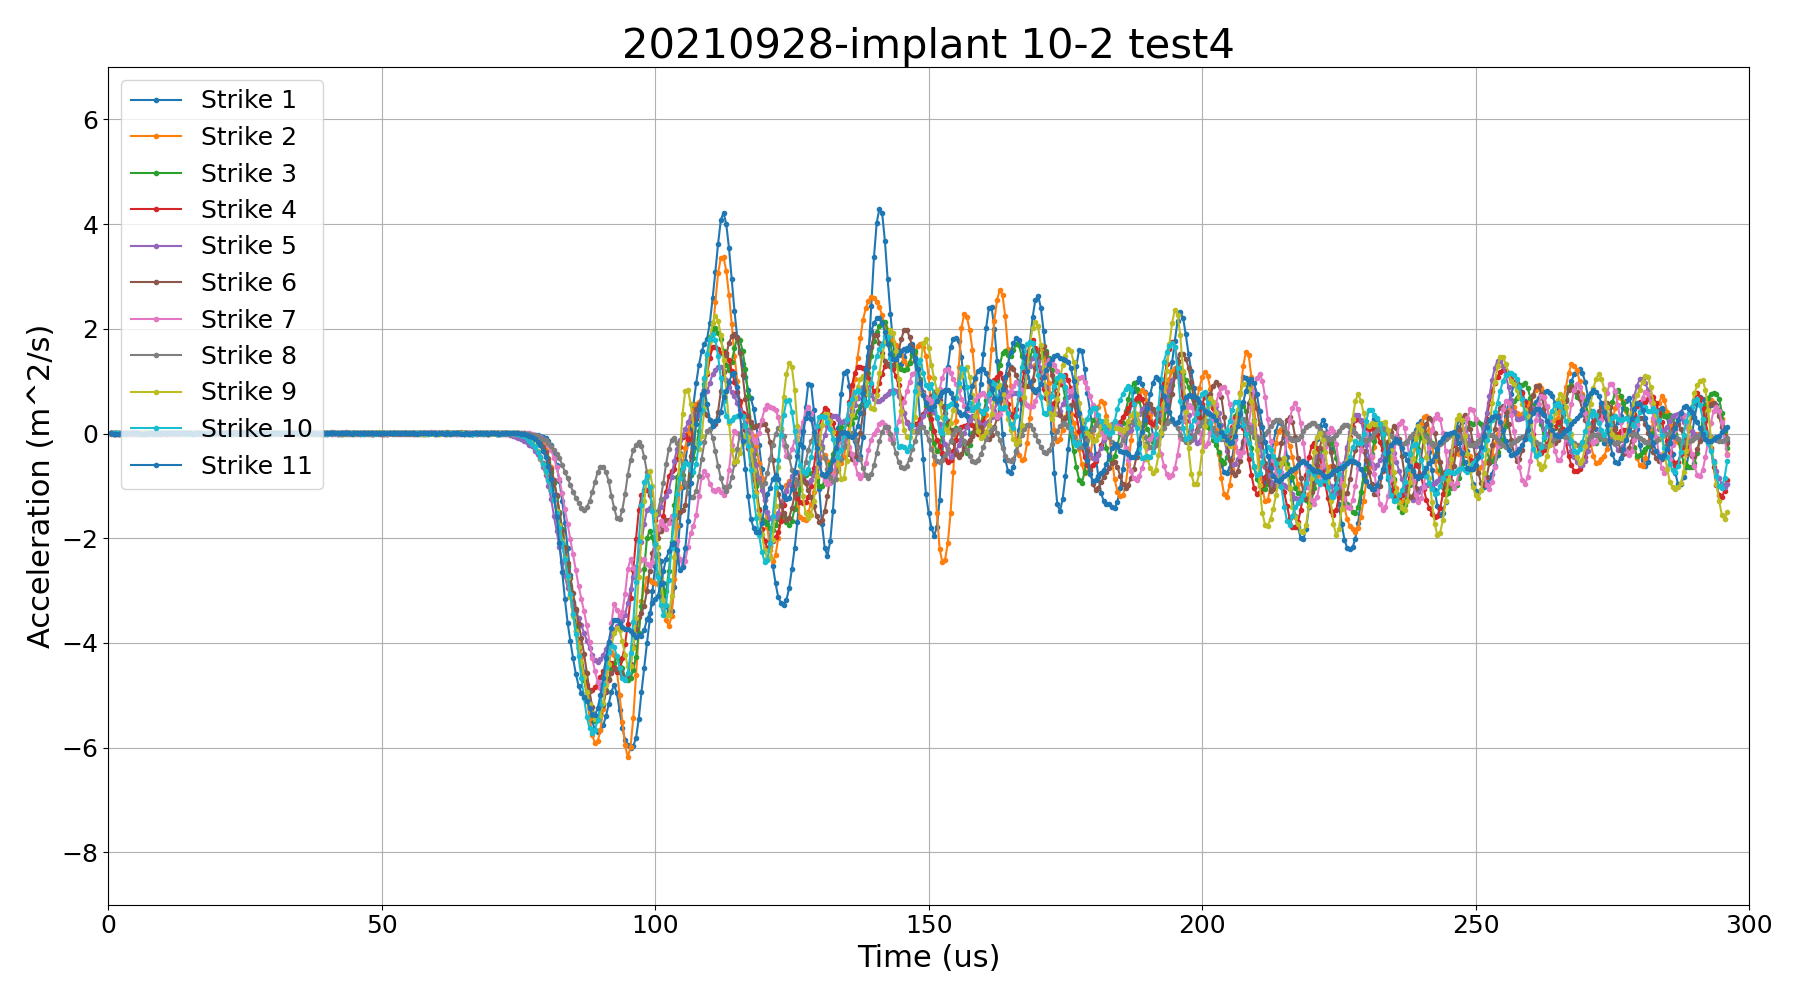 20210928-implant 10-2 test4
Strike 1
Strike 2
Strike 3
Strike 4
Strike 5
Strike 6
Strike 7
Strike 8
Strike 9
Strike 10
Strike 11
Acceleration (m^2/s)
6
4
2
0
−2
−4
−6
−8
0 50 100 150 200 250 300
Time (us)